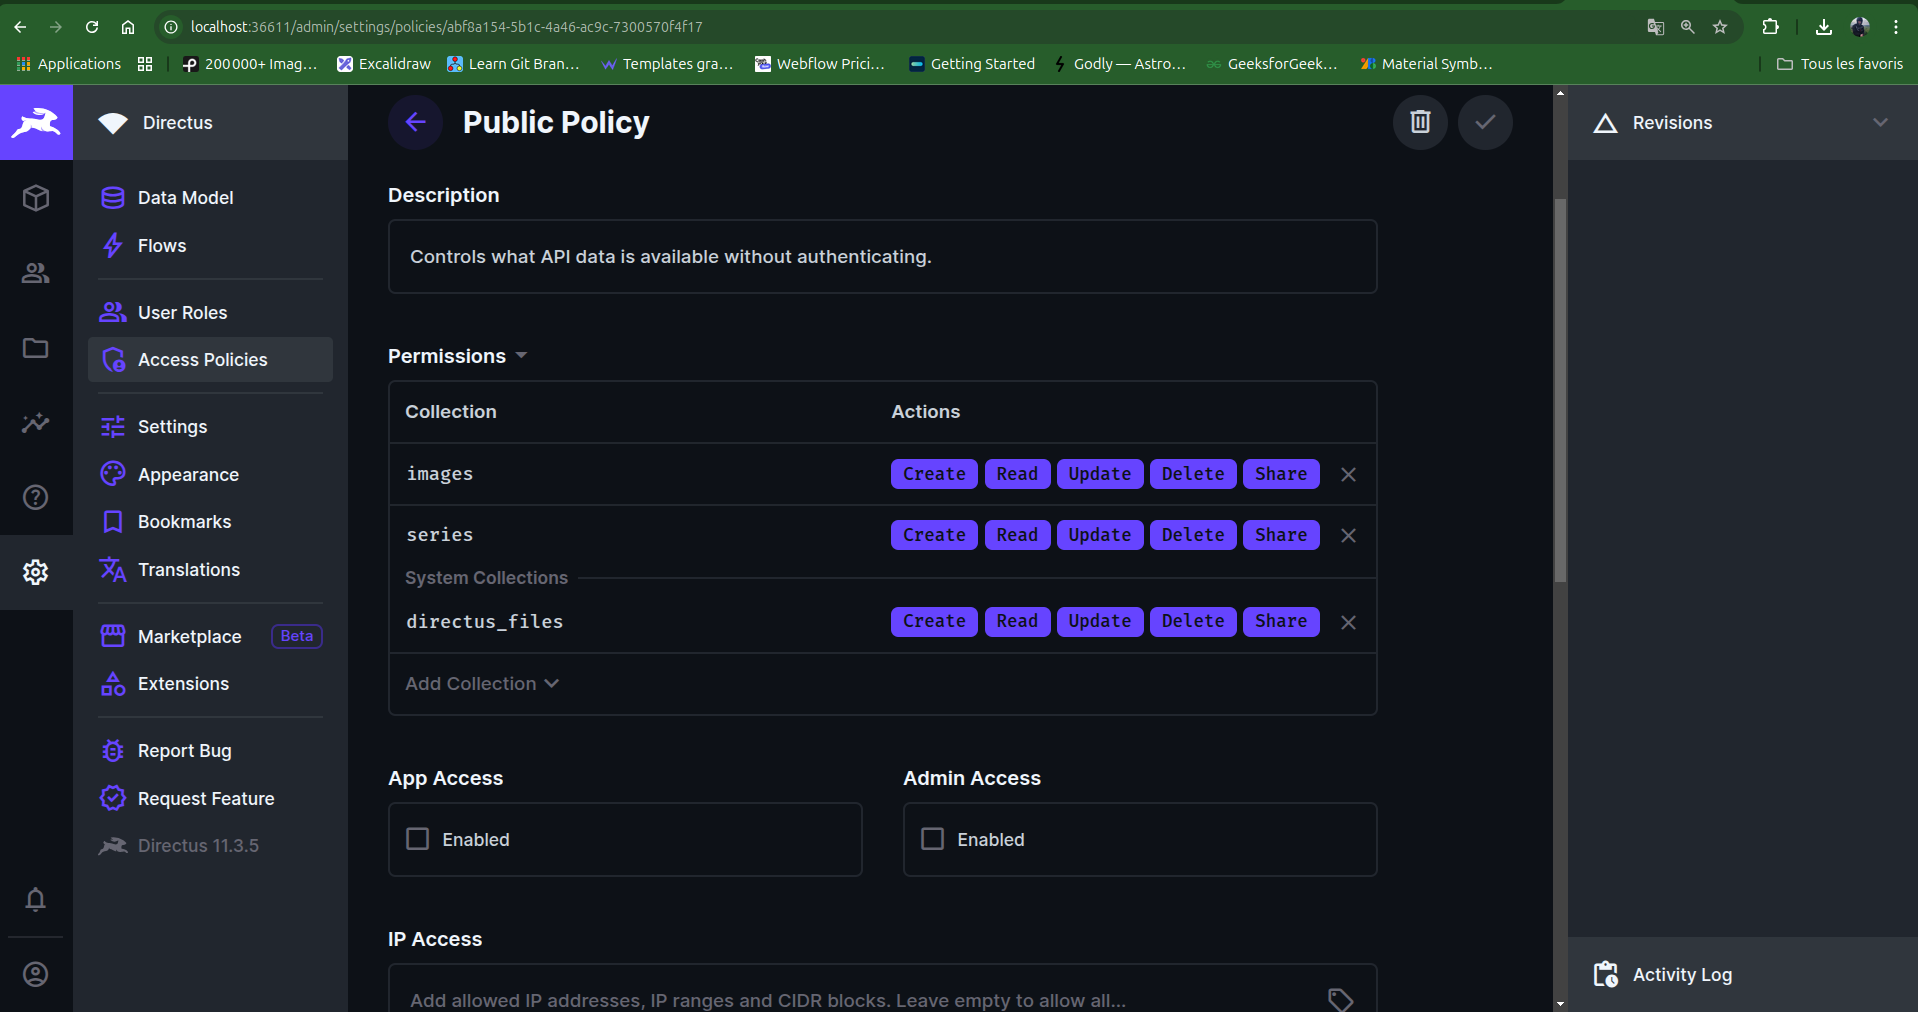 localhost:36611/admin/settings/policies/abf8a154-5b1c-4a46-ac9c-7300570f4f17
Applications
200 000+ Imag...
Excalidraw
Learn Git Bran...
Templates gra...
Webflow Prici...
Getting Started
Godly — Astro...
GeeksforGeek...
Material Symb...
Tous les favoris
Directus
Data Model
Flows
User Roles
Access Policies
Settings
Appearance
Bookmarks
Translations
Marketplace Beta
Extensions
Report Bug
Request Feature
Directus 11.3.5
Public Policy
Description
Controls what API data is available without authenticating.
Permissions
Collection Actions
images Create Read Update Delete Share
series Create Read Update Delete Share
System Collections
directus_files Create Read Update Delete Share
Add Collection
App Access Admin Access
Enabled Enabled
IP Access
Add allowed IP addresses, IP ranges and CIDR blocks. Leave empty to allow all...
Revisions
Activity Log